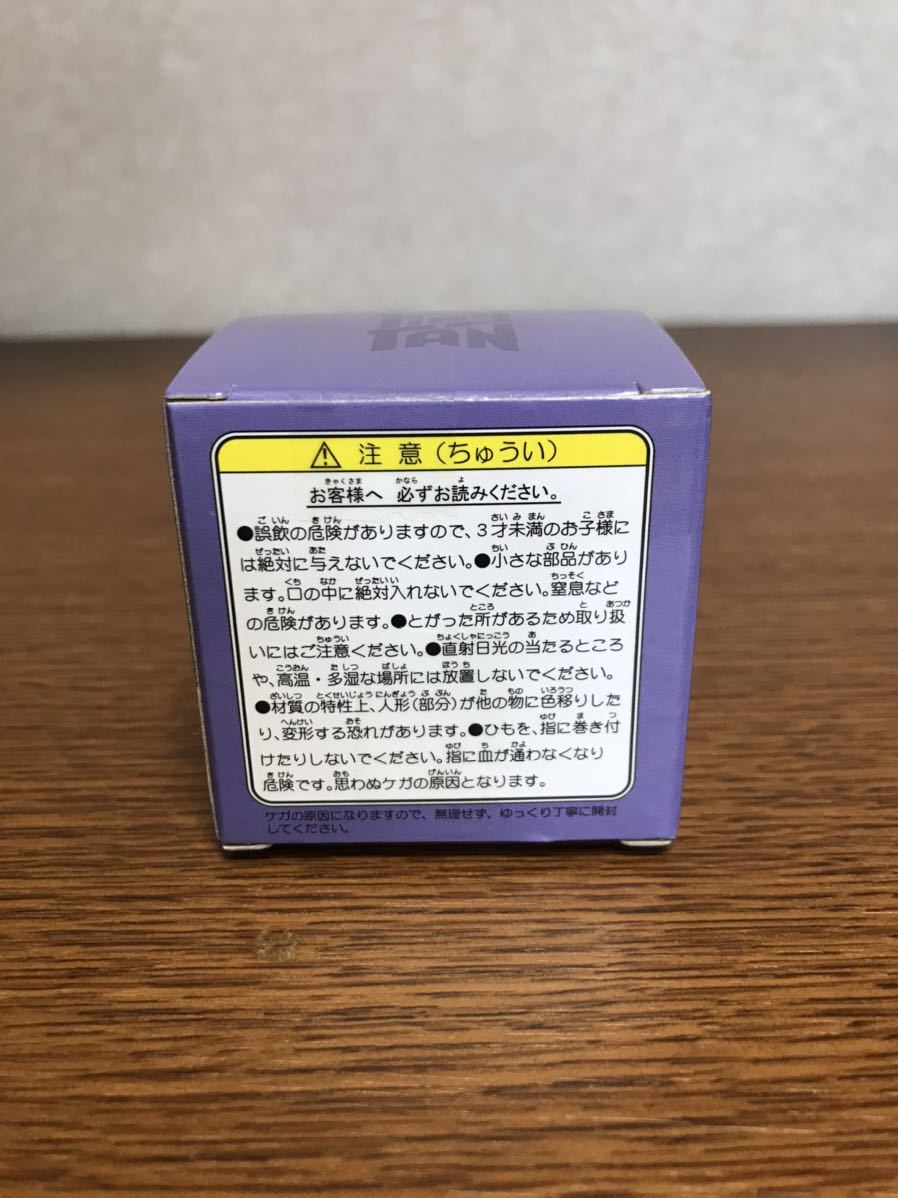 TAN
注意(ちゅうい)
お客様へ 必ずお読みください。
●誤飲の危険がありますので、3才未満のお子様に
は絶対に与えないでください。●小さな部品があり
ます。口の中に絶対入れないでください。窒息など
の危険があります。●とがった所があるため取り扱
いにはご注意ください。●直射日光の当たるところ
や、高温・多湿な場所には放置しないでください。
●材質の特性上、人形(部分)が他の物に色移りした
り、変形する恐れがあります。●ひもを、指に巻き付
けたりしないでください。指に血が通わなくなり
危険です。思わぬケガの原因となります。
ケガの原因になりますので、無理せず、ゆっくり丁寧に開封
してください。